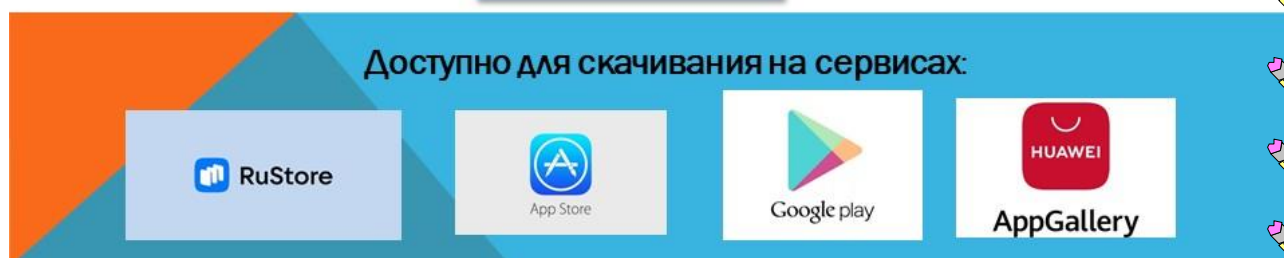 Доступно для скачивания на сервисах:
RuStore
App Store
Google play
HUAWEI
AppGallery